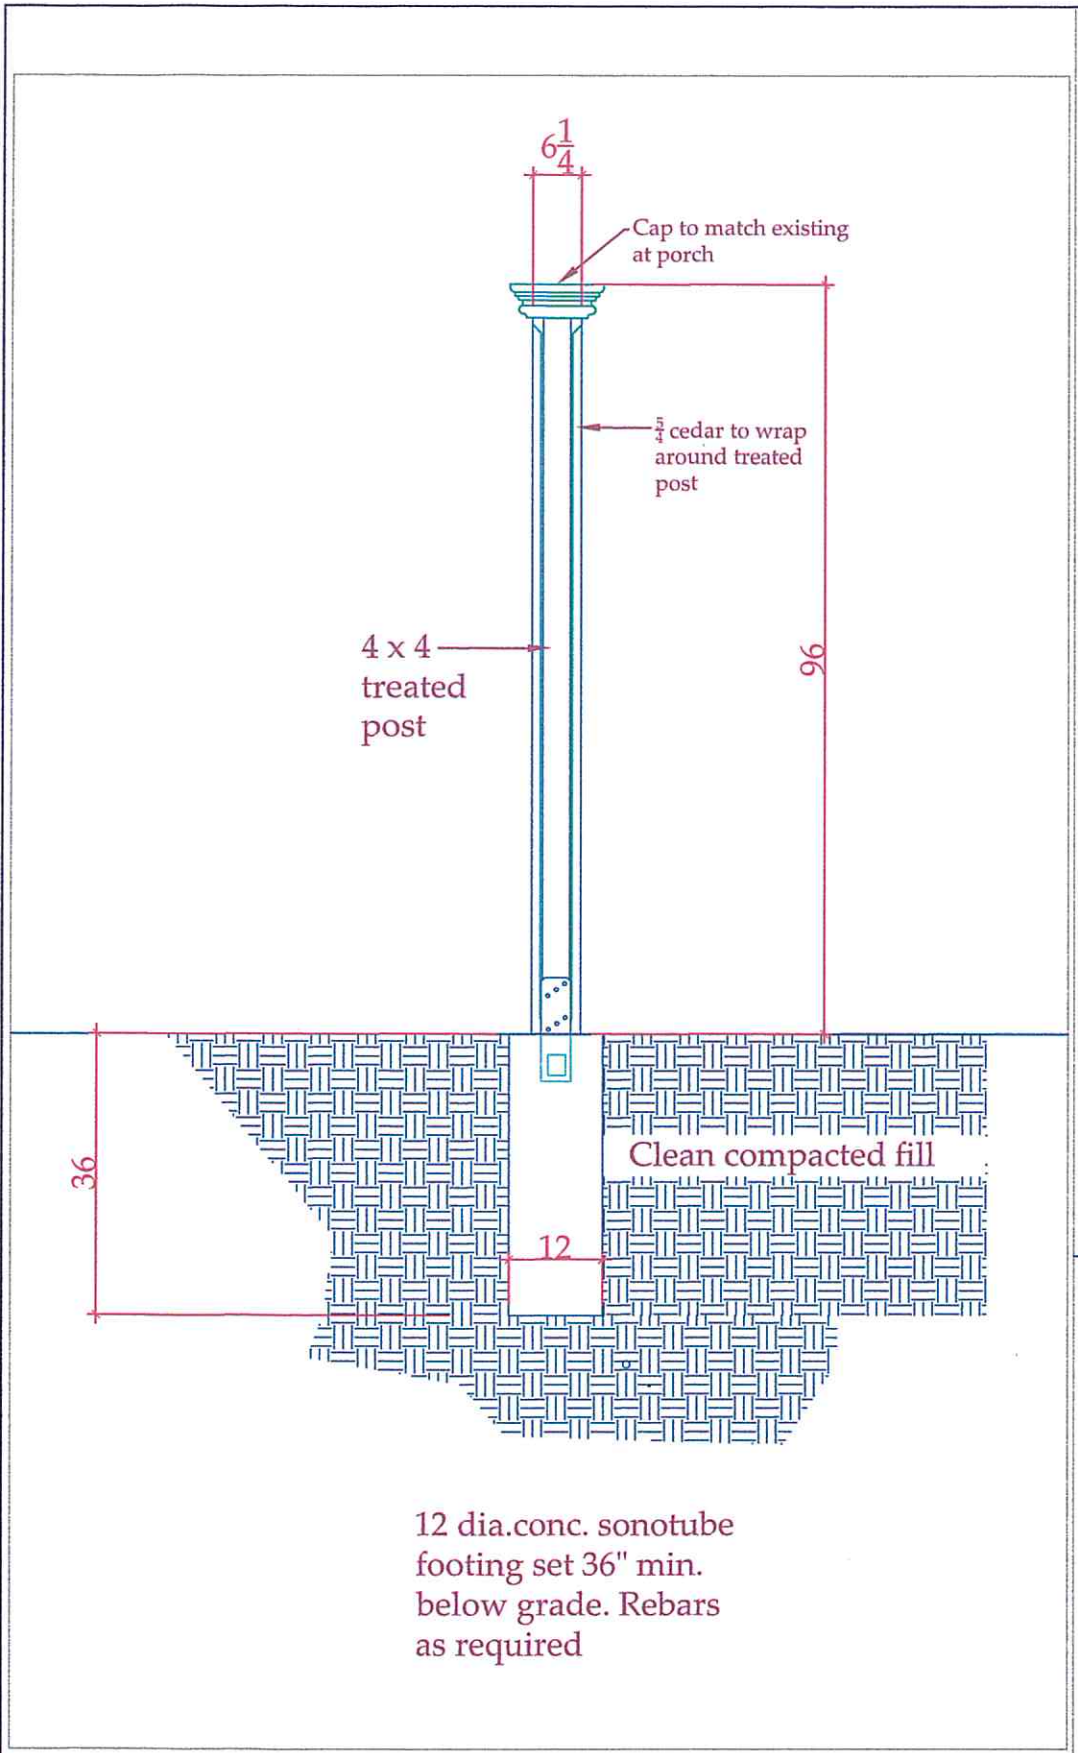 6 1/4
Cap to match existing
at porch
5/4 cedar to wrap
around treated
post
4 x 4
treated
post
96
36
Clean compacted fill
12
12 dia.conc. sonotube
footing set 36" min.
below grade. Rebars
as required